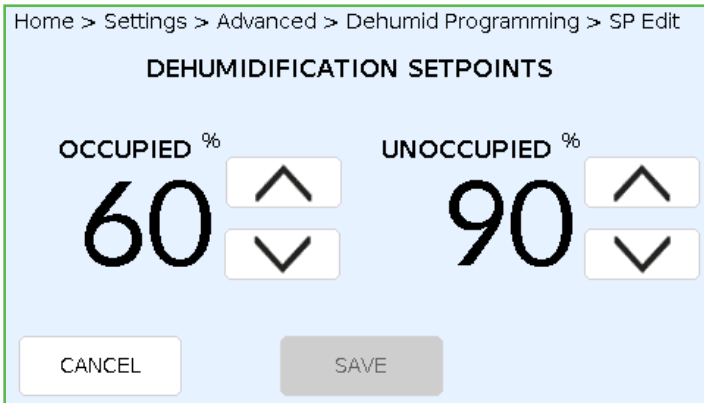 Home > Settings > Advanced > Dehumid Programming > SP Edit
DEHUMIDIFICATION SETPOINTS
OCCUPIED % UNOCCUPIED %
60 90
CANCEL SAVE